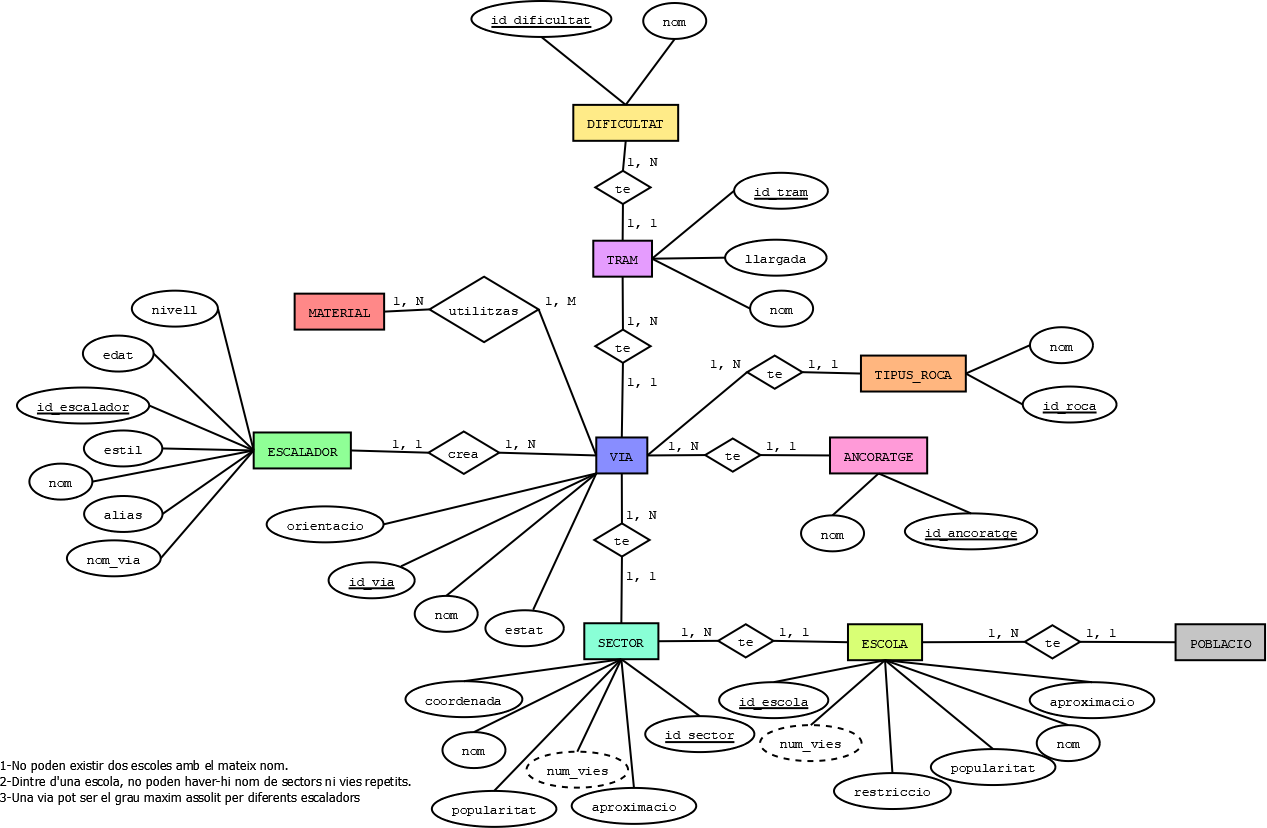 id_dificultat
nom
DIFICULTAT
1, N
te
1, 1
id_tram
TRAM
llargada
nom
MATERIAL
1, N
utilitzas
1, M
1, N
te
1, 1
nivell
edat
id_escalador
estil
nom
alias
nom_via
ESCALADOR
1, 1
crea
1, N
VIA
1, N
te
1, 1
TIPUS_ROCA
nom
id_roca
1, N
te
1, 1
ANCORATGE
nom
id_ancoratge
orientacio
id_via
nom
estat
1, N
te
1, 1
SECTOR
1, N
te
1, 1
ESCOLA
1, N
te
1, 1
POBLACIO
coordenada
nom
popularitat
num_vies
aproximacio
id_sector
id_escola
num_vies
restriccio
popularitat
nom
aproximacio
1-No poden existir dos escoles amb el mateix nom.
2-Dintre d'una escola, no poden haver-hi nom de sectors ni vies repetits.
3-Una via pot ser el grau maxim assolit per diferents escaladors